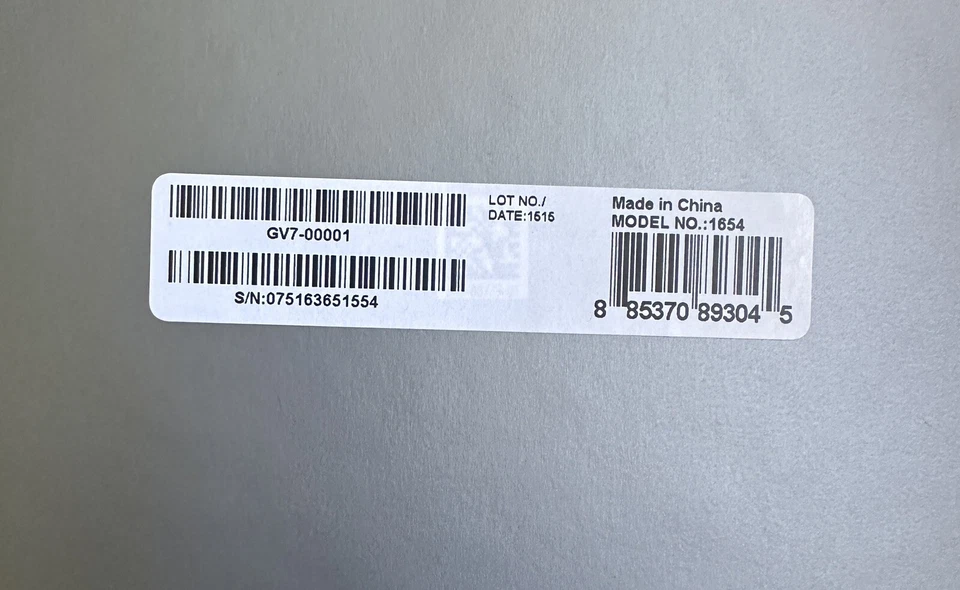 GV7-00001
S/N:075163651554
LOT NO./
DATE:1515
Made in China
MODEL NO.:1654
8 85370 89304 5